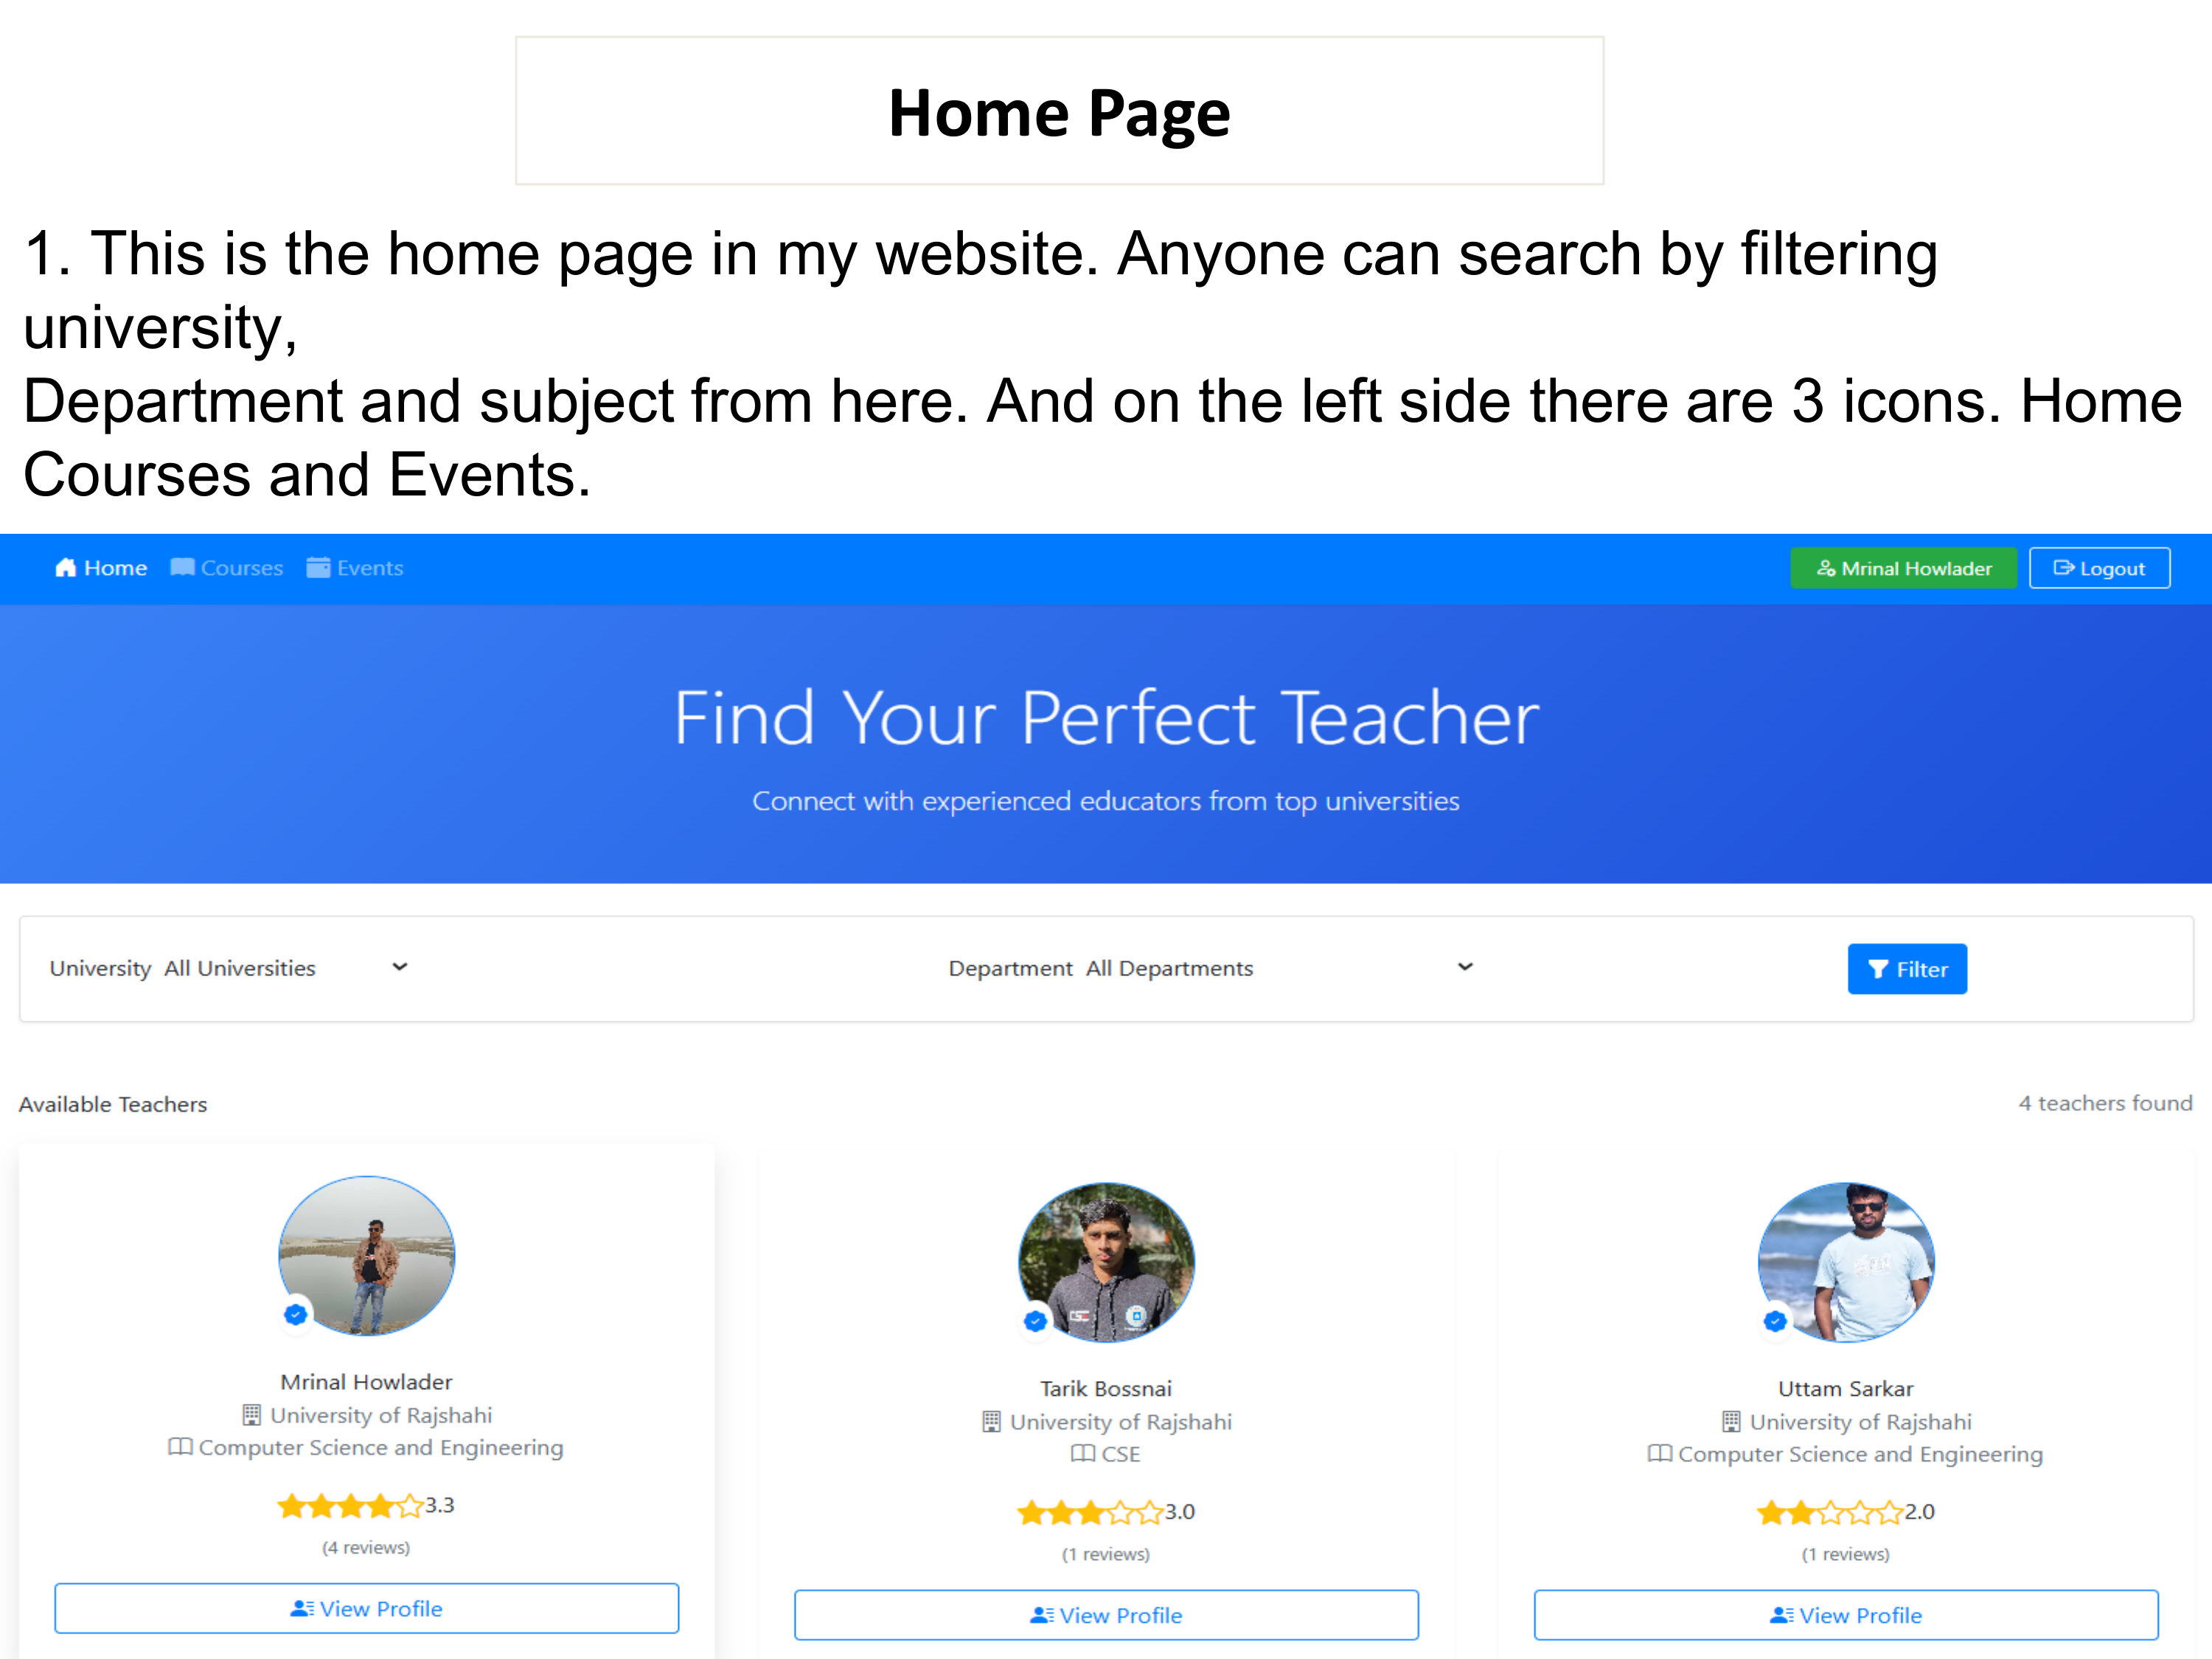 Home Page
1. This is the home page in my website. Anyone can search by filtering
university,
Department and subject from here. And on the left side there are 3 icons. Home
Courses and Events.
Home Courses Events Mrinal Howlader Logout
Find Your Perfect Teacher
Connect with experienced educators from top universities
University All Universities Department All Departments Filter
Available Teachers 4 teachers found
Mrinal Howlader
University of Rajshahi
Computer Science and Engineering
3.3
(4 reviews)
View Profile
Tarik Bossnai
University of Rajshahi
CSE
3.0
(1 reviews)
View Profile
Uttam Sarkar
University of Rajshahi
Computer Science and Engineering
2.0
(1 reviews)
View Profile